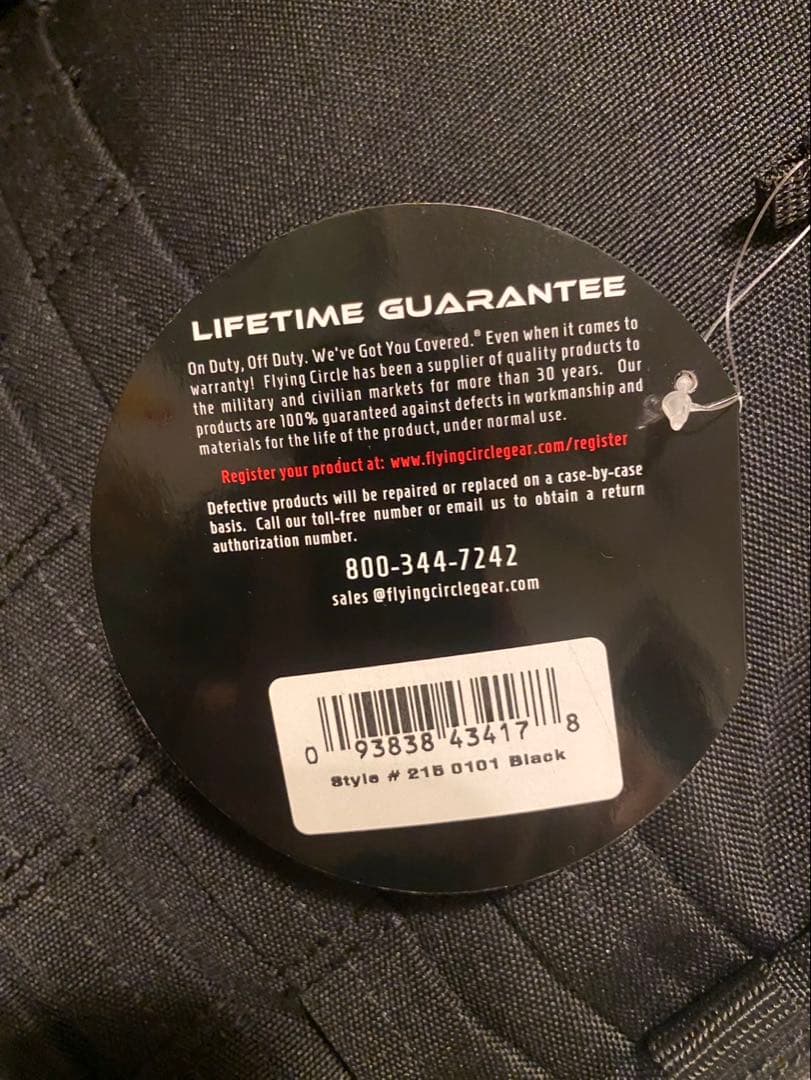 LIFETIME GUARANTEE
On Duty, Off Duty. We've Got You Covered.® Even when it comes to
warranty! Flying Circle has been a supplier of quality products to
the military and civilian markets for more than 30 years. Our
products are 100% guaranteed against defects in workmanship and
materials for the life of the product, under normal use.
Register your product at: www.flyingcirclegear.com/register
Defective products will be repaired or replaced on a case-by-case
basis. Call our toll-free number or email us to obtain a return
authorization number.
800-344-7242
sales @flyingcirclegear.com
0 93838 43417 8
Style # 215 0101 Black